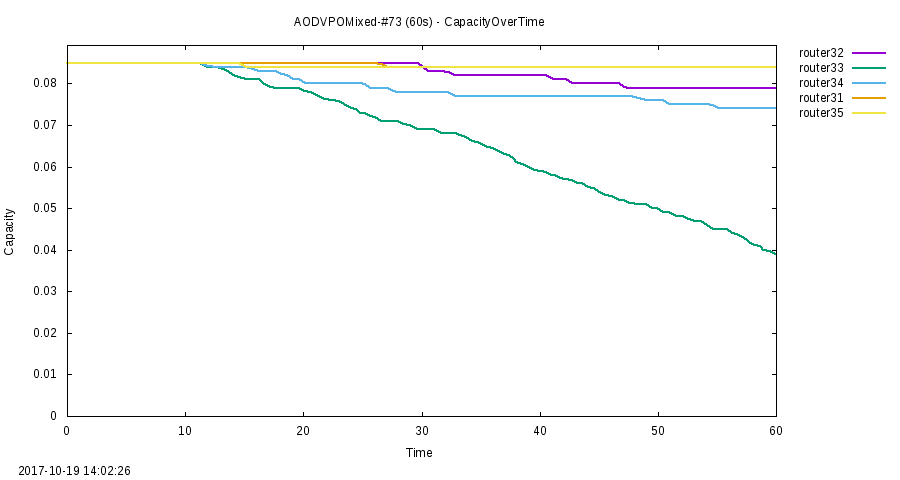 AODVPOMixed-#73 (60s) - CapacityOverTime
router32
router33
router34
router31
router35
0.08
0.07
0.06
0.05
0.04
0.03
0.02
0.01
0
Capacity
0 10 20 30 40 50 60
Time
2017-10-19 14:02:26